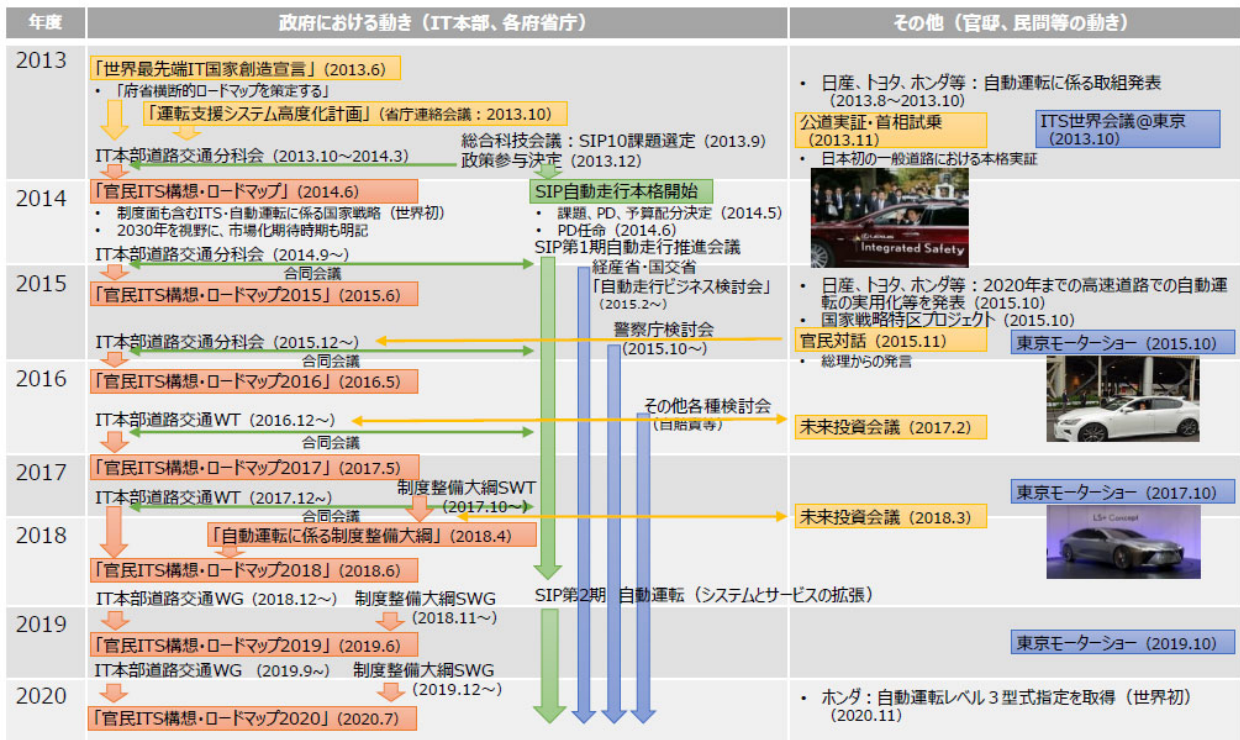 年度
政府における動き（IT本部、各府省庁）
その他（官邸、民間等の動き）
2013
「世界最先端IT国家創造宣言」(2013.6)
• 「府省横断的ロードマップを策定する」
「運転支援システム高度化計画」(省庁連絡会議：2013.10)
総合科技会議：SIP10課題選定 (2013.9)
政策参与決定 (2013.12)
IT本部道路交通分科会 (2013.10～2014.3)
• 日産、トヨタ、ホンダ等：自動運転に係る取組発表
(2013.8～2013.10)
公道実証・首相試乗
(2013.11)
ITS世界会議@東京
(2013.10)
• 日本初の一般道路における本格実証
2014
「官民ITS構想・ロードマップ」(2014.6)
• 制度面も含むITS・自動運転に係る国家戦略（世界初）
• 2030年を視野に、市場化期待時期も明記
IT本部道路交通分科会 (2014.9～)
合同会議
SIP自動走行本格開始
• 課題、PD、予算配分決定 (2014.5)
• PD任命 (2014.6)
SIP第1期自動走行推進会議
LEXUS
Integrated Safety
2015
経産省・国交省
「自動走行ビジネス検討会」
(2015.2～)
「官民ITS構想・ロードマップ2015」(2015.6)
IT本部道路交通分科会 (2015.12～)
合同会議
警察庁検討会
(2015.10～)
• 日産、トヨタ、ホンダ等：2020年までの高速道路での自動運
転の実用化等を発表 (2015.10)
• 国家戦略特区プロジェクト (2015.10)
官民対話 (2015.11)
東京モーターショー (2015.10)
• 総理からの発言
2016
「官民ITS構想・ロードマップ2016」(2016.5)
IT本部道路交通WT (2016.12～)
合同会議
その他各種検討会
(自賠責等)
未来投資会議 (2017.2)
2017
「官民ITS構想・ロードマップ2017」(2017.5)
IT本部道路交通WT (2017.12~)
合同会議
制度整備大綱SWT
(2017.10～)
東京モーターショー (2017.10)
未来投資会議 (2018.3)
LS+ Concept
2018
「自動運転に係る制度整備大綱」(2018.4)
「官民ITS構想・ロードマップ2018」(2018.6)
IT本部道路交通WG (2018.12～)
制度整備大綱SWG
(2018.11～)
SIP第2期 自動運転（システムとサービスの拡張）
2019
「官民ITS構想・ロードマップ2019」(2019.6)
IT本部道路交通WG (2019.9~)
制度整備大綱SWG
(2019.12～)
東京モーターショー (2019.10)
2020
「官民ITS構想・ロードマップ2020」(2020.7)
• ホンダ：自動運転レベル３型式指定を取得（世界初）
(2020.11)